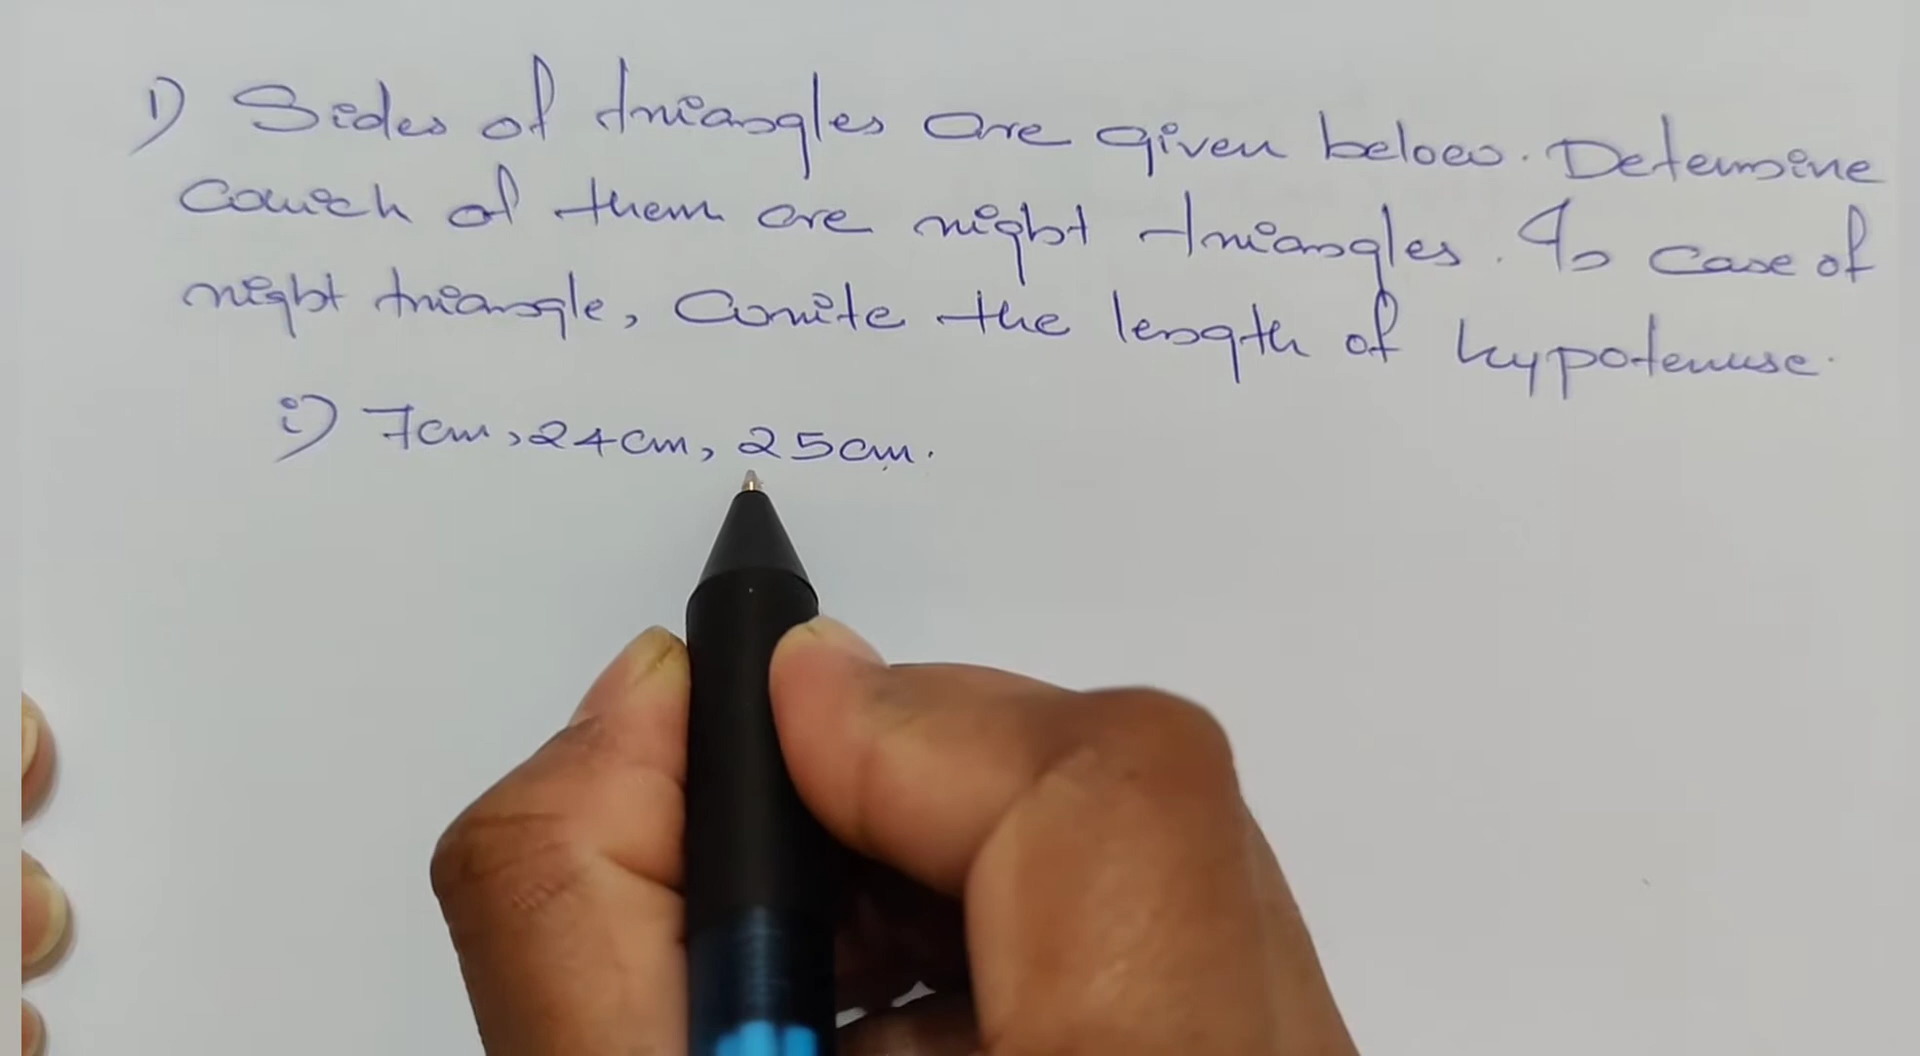 1) Sides of triangles are given below. Determine
which of them are right triangles. In case of
right triangle, write the length of hypotenuse.
i) 7cm, 24cm, 25cm.